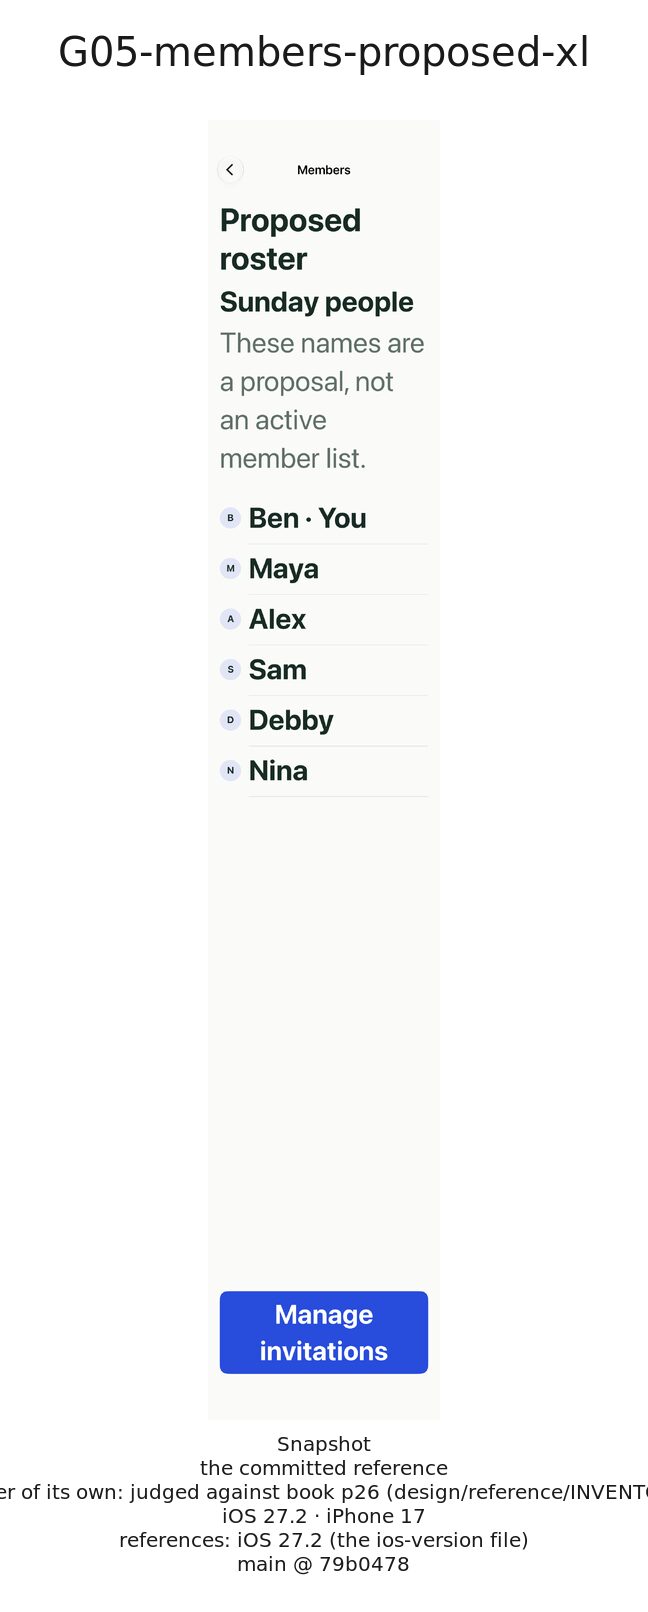 G05-members-proposed-xl
Members
Proposed
roster
Sunday people
These names are
a proposal, not
an active
member list.
B Ben · You
M Maya
A Alex
S Sam
D Debby
N Nina
Manage
invitations
Snapshot
the committed reference
of its own: judged against book p26 (design/reference/
iOS 27.2 · iPhone 17
references: iOS 27.2 (the ios-version file)
main @ 79b0478